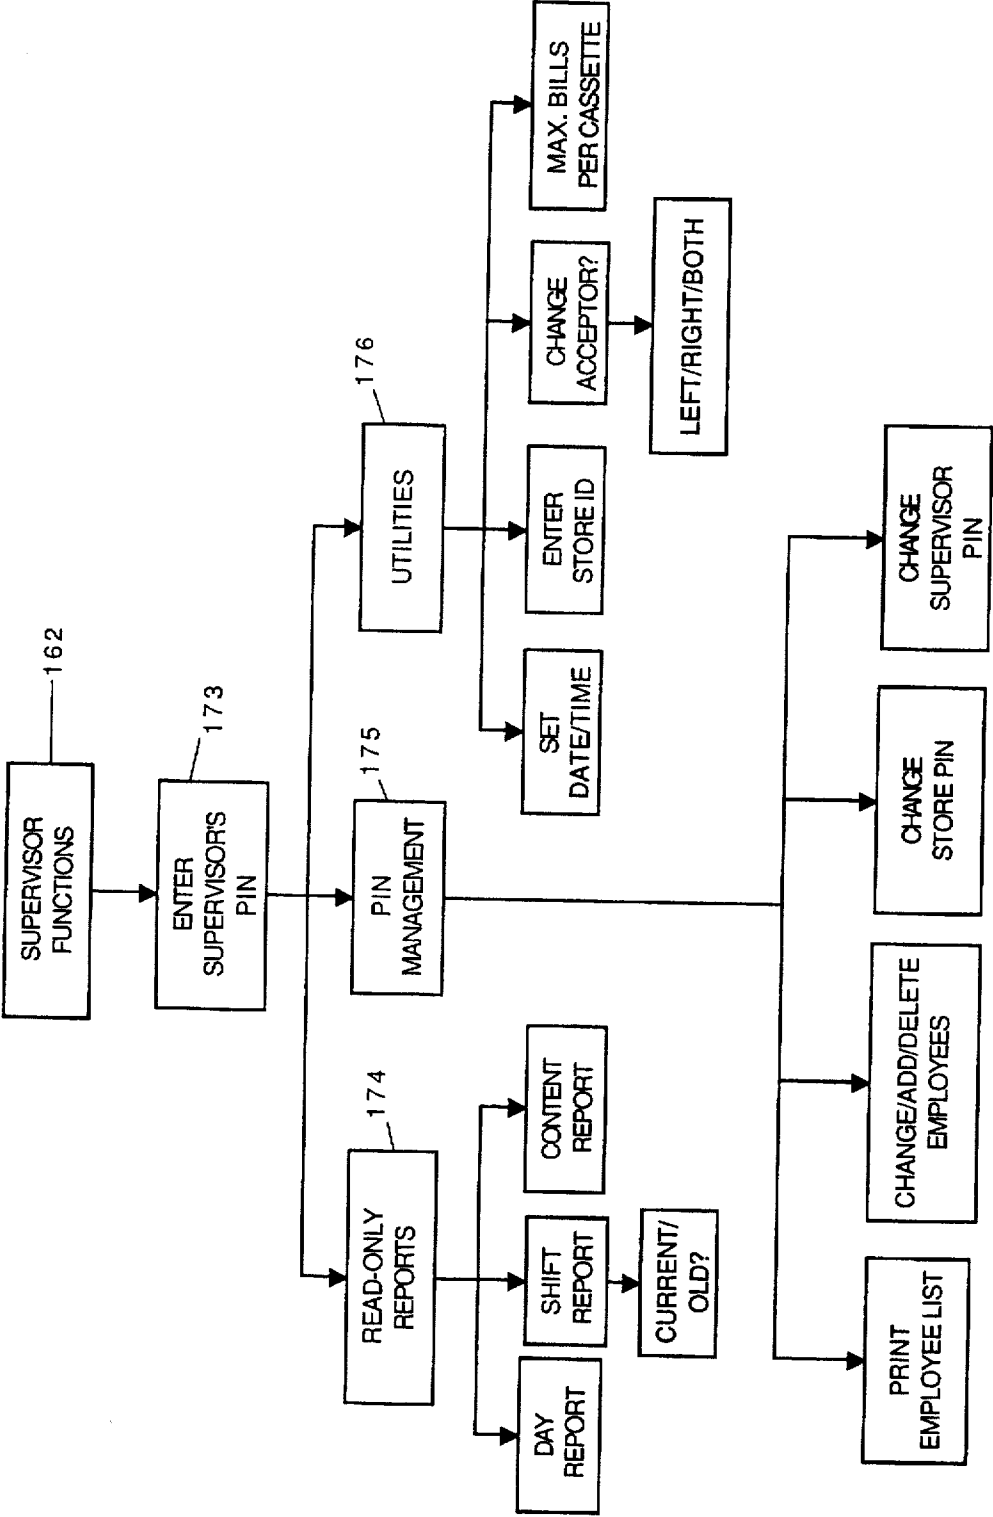 SUPERVISOR
FUNCTIONS
162
ENTER
SUPERVISOR'S
PIN
173
READ-ONLY
REPORTS
174
PIN
MANAGEMENT
175
UTILITIES
176
DAY
REPORT
SHIFT
REPORT
CONTENT
REPORT
SET
DATE/TIME
ENTER
STORE ID
CHANGE
ACCEPTOR?
MAX. BILLS
PER CASSETTE
CURRENT/
OLD?
LEFT/RIGHT/BOTH
PRINT
EMPLOYEE LIST
CHANGE/ADD/DELETE
EMPLOYEES
CHANGE
STORE PIN
CHANGE
SUPERVISOR
PIN